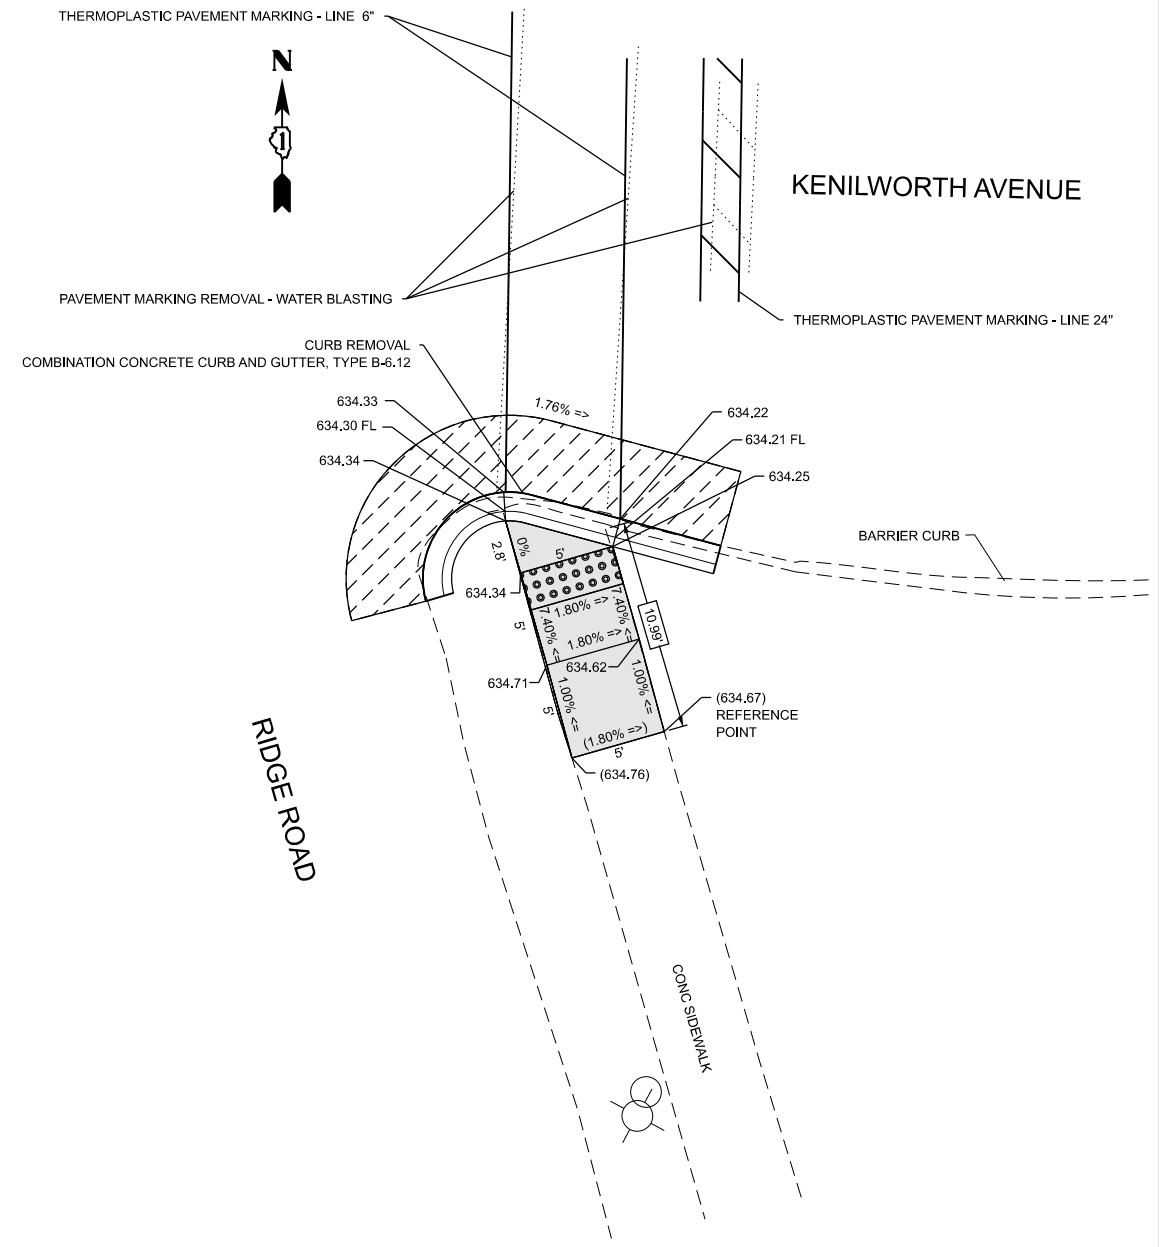 THERMOPLASTIC PAVEMENT MARKING - LINE 6"
N
1
KENILWORTH AVENUE
PAVEMENT MARKING REMOVAL - WATER BLASTING
THERMOPLASTIC PAVEMENT MARKING - LINE 24"
CURB REMOVAL
COMBINATION CONCRETE CURB AND GUTTER, TYPE B-6.12
1.76% =>
634.33
634.30 FL
634.34
634.22
634.21 FL
634.25
BARRIER CURB
2.8'
0%
5'
634.34
1.80% =>
7.40% <=
7.40% <=
5'
1.80% =>
10.99'
634.62
634.71
1.00% <=
1.00% <=
5'
(1.80% =>)
5'
(634.67)
REFERENCE
POINT
(634.76)
RIDGE ROAD
CONC SIDEWALK